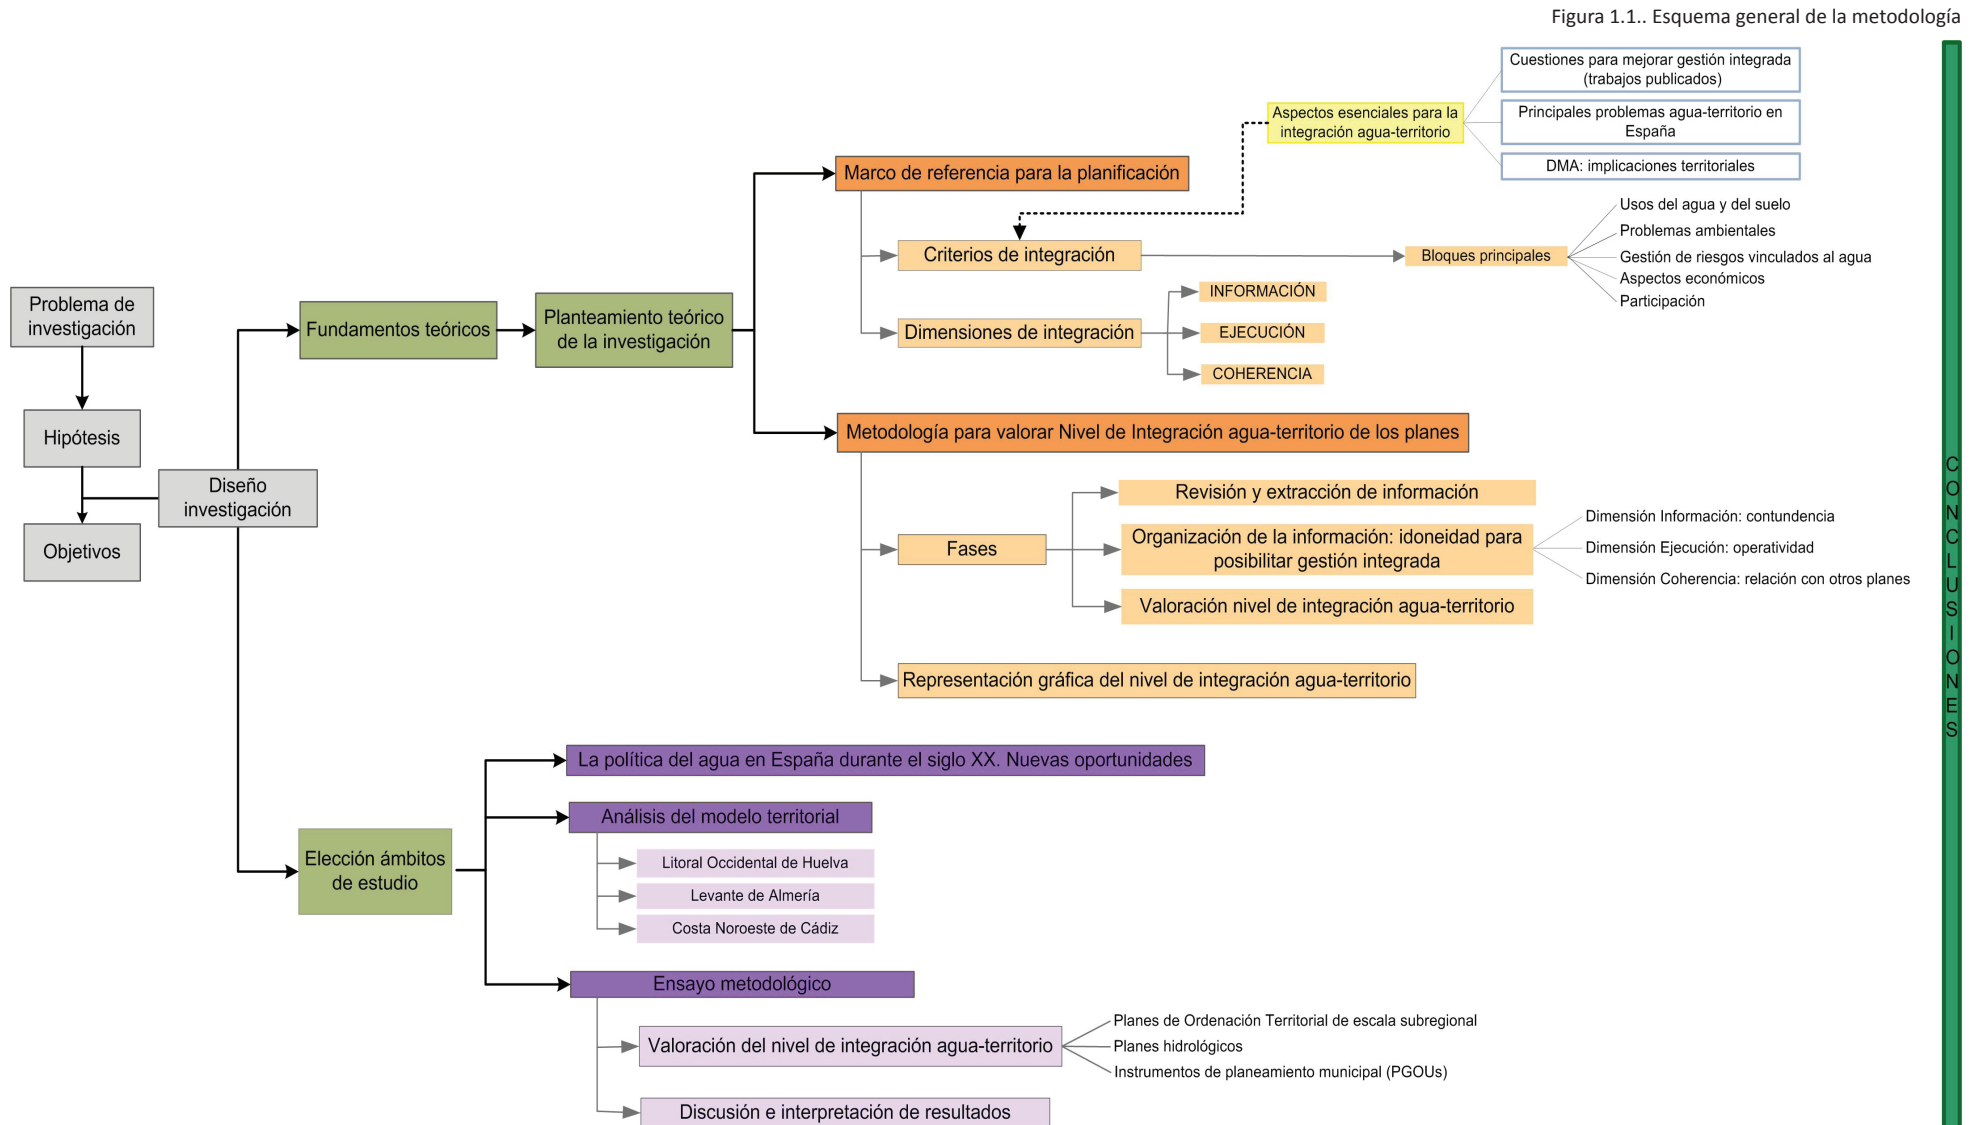 Figura 1.1.. Esquema general de la metodología
Cuestiones para mejorar gestión integrada
(trabajos publicados)
Aspectos esenciales para la
integración agua-territorio
Principales problemas agua-territorio en
España
DMA: implicaciones territoriales
Marco de referencia para la planificación
Criterios de integración
Bloques principales
Usos del agua y del suelo
Problemas ambientales
Gestión de riesgos vinculados al agua
Aspectos económicos
Participación
Dimensiones de integración
INFORMACIÓN
EJECUCIÓN
COHERENCIA
Problema de
investigación
Hipótesis
Objetivos
Diseño
investigación
Fundamentos teóricos
Planteamiento teórico
de la investigación
Metodología para valorar Nivel de Integración agua-territorio de los planes
Fases
Revisión y extracción de información
Organización de la información: idoneidad para
posibilitar gestión integrada
Dimensión Información: contundencia
Dimensión Ejecución: operatividad
Dimensión Coherencia: relación con otros planes
Valoración nivel de integración agua-territorio
Representación gráfica del nivel de integración agua-territorio
Elección ámbitos
de estudio
La política del agua en España durante el siglo XX. Nuevas oportunidades
Análisis del modelo territorial
Litoral Occidental de Huelva
Levante de Almería
Costa Noroeste de Cádiz
Ensayo metodológico
Valoración del nivel de integración agua-territorio
Planes de Ordenación Territorial de escala subregional
Planes hidrológicos
Instrumentos de planeamiento municipal (PGOUs)
Discusión e interpretación de resultados
CONCLUSIONES